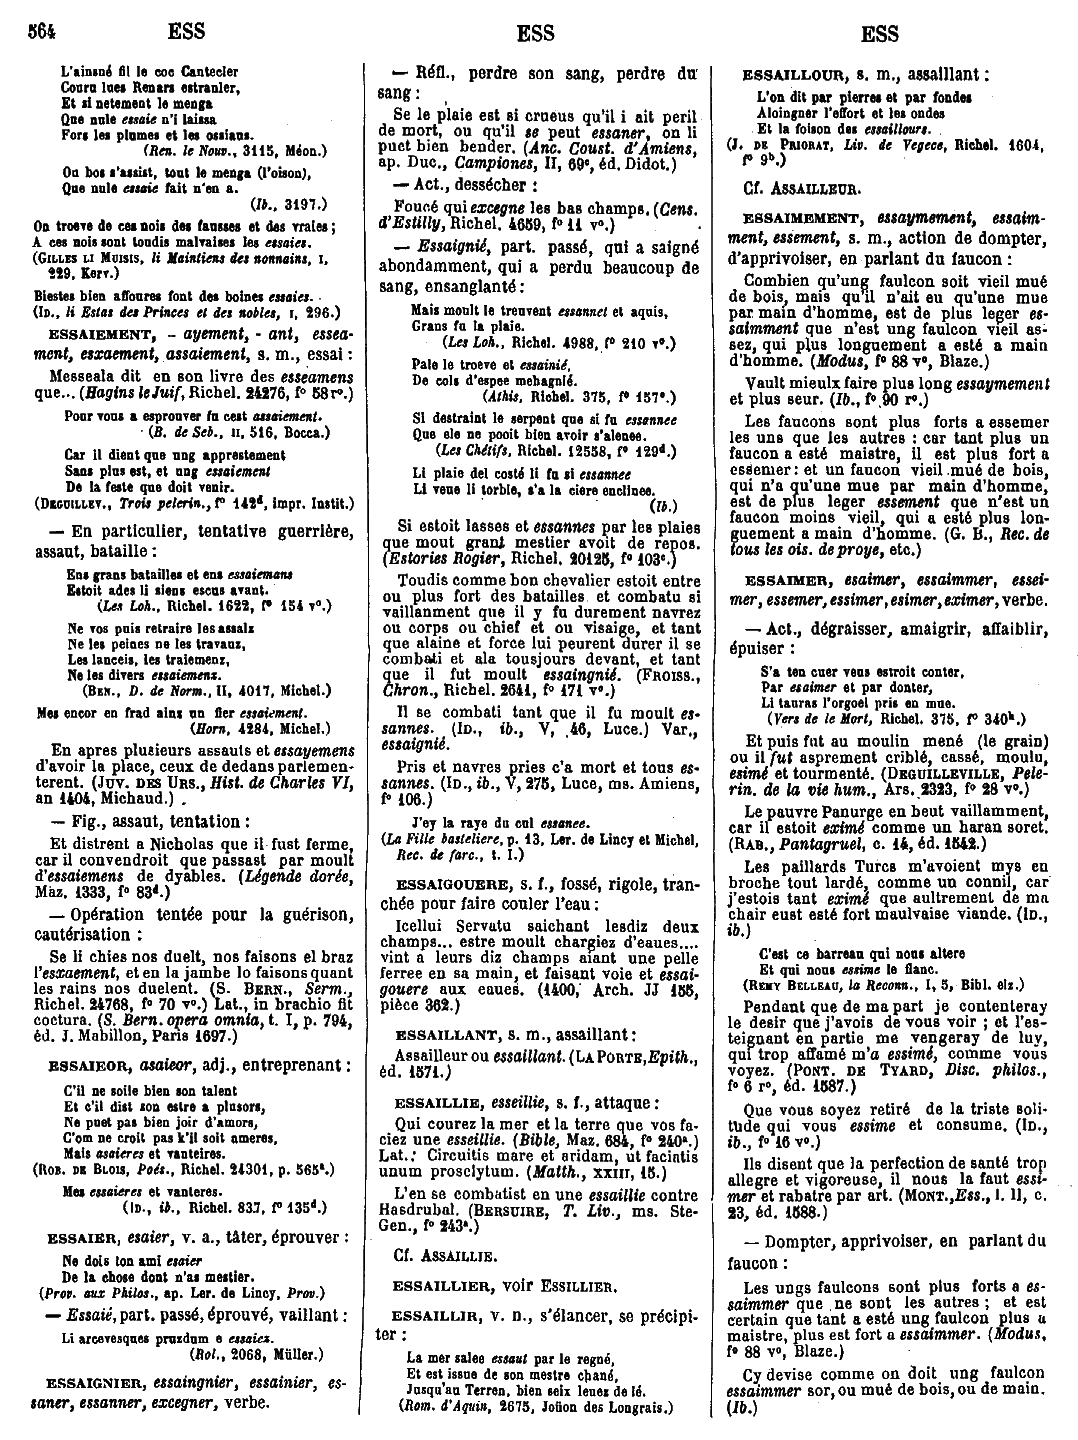 564 ESS ESS ESS
L'ainsné fil le coc Cantecler
Couru lues Renars estranler,
Et si netement le menga
Que nule essaie n'i laissa
Fors les plumes et les ossiaus.
(Ren. le Nouv., 3115, Méon.)
Ou bos s'assist, tout le menga (l'oison),
Que nule essaie fait n'en a.
(Ib., 3197.)
On troeve de ces nois des fausses et des vraies ;
A ces nois sont toudis malvaises les essaies.
(GILLES LI MUISIS, li Maintiens des nonnains, I,
229, Kerv.)
Biestes bien affoures font des boines essaies.
(ID., li Estas des Princes et des nobles, I, 296.)
ESSAIEMENT, - ayement, - ant, essea-
ment, esxaement, assaiement, s. m., essai :
Messeala dit en son livre des esseamens
que... (Hagins le Juif, Richel. 24276, f° 58 r°.)
Pour vous a esprouver fu cest assaiement.
(B. de Seb., II, 516, Bocca.)
Car il dient que ung apprestement
Sans plus est, et ung essaiement
De la feste que doit venir.
(DEGUILLEV., Trois pelerin., f° 142ᵈ, impr. Instit.)
— En particulier, tentative guerrière,
assaut, bataille :
Ens grans batailles et ens essaiemans
Estoit ades li siens escus avant.
(Les Loh., Richel. 1622, f° 154 v°.)
Ne vos puis retraire les assalz
Ne les peines ne les travauz,
Les lanceis, les traiemenz,
Ne les divers essaiemenz.
(BEN., D. de Norm., II, 4017, Michel.)
Mes encor en frad ains un fier essaiement.
(Horn, 4284, Michel.)
En apres plusieurs assauts et essayemens
d'avoir la place, ceux de dedans parlemen-
terent. (JUV. DES URS., Hist. de Charles VI,
an 1404, Michaud.)
— Fig., assaut, tentation :
Et distrent a Nicholas que il fust ferme,
car il convendroit que passast par moult
d'essaiemens de dyables. (Légende dorée,
Maz. 1333, f° 83ᵈ.)
— Opération tentée pour la guérison,
cautérisation :
Se li chies nos duelt, nos faisons el braz
l'esxaement, et en la jambe lo faisons quant
les rains nos duelent. (S. BERN., Serm.,
Richel. 24768, f° 70 v°.) Lat., in brachio fit
coctura. (S. Bern. opera omnia, t. I, p. 794,
éd. J. Mabillon, Paris 1697.)
ESSAIEOR, asaieor, adj., entreprenant :
C'il ne soile bien son talent
Et c'il dist son estre a plusors,
Ne puet pas bien joir d'amors,
C'om ne croit pas k'il soit ameres,
Mais asaieres et vanteires.
(ROB. DE BLOIS, Poés., Richel. 24301, p. 565ᵃ.)
Mes essaieres et vanteres.
(ID., ib., Richel. 837, f° 135ᵈ.)
ESSAIER, esaier, v. a., tâter, éprouver :
Ne dois ton ami esaier
De la chose dont n'as mestier.
(Prov. aux Philos., ap. Ler. de Lincy, Prov.)
— Essaié, part. passé, éprouvé, vaillant :
Li arcevesques pruzdum e essaiez.
(Rol., 2068, Müller.)
ESSAIGNIER, essaingnier, essainier, es-
saner, essanner, excegner, verbe.
— Réfl., perdre son sang, perdre du
sang :
Se le plaie est si crueus qu'il i ait peril
de mort, ou qu'il se peut essaner, on li
puet bien bender. (Anc. Coust. d'Amiens,
ap. Duc., Campiones, II, 69ᵉ, éd. Didot.)
— Act., dessécher :
Foucé qui excegne les bas champs. (Cens.
d'Estilly, Richel. 4659, f° 11 v°.)
— Essaignié, part. passé, qui a saigné
abondamment, qui a perdu beaucoup de
sang, ensanglanté :
Mais moult le treuvent essannet et aquis,
Grans fu la plaie.
(Les Loh., Richel. 4988, f° 210 v°.)
Pale le troeve et essainié,
De cols d'espee mehagnié.
(Athis, Richel. 375, f° 157ᵃ.)
Si destraint le serpent que si fu essannee
Que ele ne pooit bien avoir s'alenee.
(Les Chétifs, Richel. 12558, f° 129ᵈ.)
Li plaie del costé li fu si essannee
Li veue li torble, s'a la ciere enclinee.
(Ib.)
Si estoit lasses et essannes par les plaies
que mout grant mestier avoit de repos.
(Estories Rogier, Richel. 20125, f° 103ᶜ.)
Toudis comme bon chevalier estoit entre
ou plus fort des batailles et combatu si
vaillanment que il y fu durement navrez
ou corps ou chief et ou visaige, et tant
que alaine et force lui peurent durer il se
combati et ala tousjours devant, et tant
que il fut moult essaingnié. (FROISS.,
Chron., Richel. 2641, f° 171 v°.)
Il se combati tant que il fu moult es-
sannes. (ID., ib., V, 46, Luce.) Var.,
essaignié.
Pris et navres pries c'a mort et tous es-
sannes. (ID., ib., V, 275, Luce, ms. Amiens,
f° 106.)
J'ey la raye du cul essanee.
(La Fille basteliere, p. 13, Ler. de Lincy et Michel,
Rec. de farc., t. I.)
ESSAIGOUERE, s. f., fossé, rigole, tran-
chée pour faire couler l'eau :
Icellui Servatu saichant lesdiz deux
champs... estre moult chargiez d'eaues....
vint a leurs diz champs aiant une pelle
ferree en sa main, et faisant voie et essai-
gouere aux eaues. (1400, Arch. JJ 155,
pièce 362.)
ESSAILLANT, s. m., assaillant :
Assailleur ou essaillant. (LA PORTE, Epith.,
éd. 1571.)
ESSAILLIE, esseillie, s. f., attaque :
Qui courez la mer et la terre que vos fa-
ciez une esseillie. (Bible, Maz. 684, f° 240ᵃ.)
Lat.: Circuitis mare et aridam, ut faciatis
unum proselytum. (Matth., XXIII, 15.)
L'en se combatist en une essaillie contre
Hasdrubal. (BERSUIRE, T. Liv., ms. Ste-
Gen., f° 243ᵃ.)
Cf. ASSAILLIE.
ESSAILLIER, voir ESSILLIER.
ESSAILLIR, v. n., s'élancer, se précipi-
ter :
La mer salee essaut par le regné,
Et est issue de son mestre chané,
Jusqu'au Terren, bien seix leues de lé.
(Rom. d'Aquin, 2675, Joüon des Longrais.)
ESSAILLOUR, s. m., assaillant :
L'on dit par pierres et par fondes
Aloingner l'effort et les ondes
Et la foison des essaillours.
(J. DE PRIORAT, Liv. de Vegece, Richel. 1604,
f° 9ᵇ.)
Cf. ASSAILLEUR.
ESSAIMEMENT, essaymement, essaim-
ment, essement, s. m., action de dompter,
d'apprivoiser, en parlant du faucon :
Combien qu'ung faulcon soit vieil mué
de bois, mais qu'il n'ait eu qu'une mue
par main d'homme, est de plus leger es-
saimment que n'est ung faulcon vieil as-
sez, qui plus longuement a esté a main
d'homme. (Modus, f° 88 v°, Blaze.)
Vault mieulx faire plus long essaymement
et plus seur. (Ib., f° 90 r°.)
Les faucons sont plus forts a essemer
les uns que les autres : car tant plus un
faucon a esté maistre, il est plus fort a
essemer : et un faucon vieil mué de bois,
qui n'a qu'une mue par main d'homme,
est de plus leger essement que n'est un
faucon moins vieil, qui a esté plus lon-
guement a main d'homme. (G. B., Rec. de
tous les ois. de proye, etc.)
ESSAIMER, esaimer, essaimmer, essei-
mer, essemer, essimer, esimer, eximer, verbe.
— Act., dégraisser, amaigrir, affaiblir,
épuiser :
S'a ton cuer veus estroit conter,
Par esaimer et par donter,
Li tauras l'orgoel pris en mue.
(Vers de le Mort, Richel. 375, f° 340ᵏ.)
Et puis fut au moulin mené (le grain)
ou il fut asprement criblé, cassé, moulu,
esimé et tourmenté. (DEGUILLEVILLE, Pele-
rin. de la vie hum., Ars. 2323, f° 28 v°.)
Le pauvre Panurge en beut vaillamment,
car il estoit eximé comme un haran soret.
(RAB., Pantagruel, c. 14, éd. 1542.)
Les paillards Turcs m'avoient mys en
broche tout lardé, comme un connil, car
j'estois tant eximé que aultrement de ma
chair eust esté fort maulvaise viande. (ID.,
ib.)
C'est ce barreau qui nous altere
Et qui nous essime le flanc.
(REMY BELLEAU, la Reconn., I, 5, Bibl. elz.)
Pendant que de ma part je contenteray
le desir que j'avois de vous voir ; et l'es-
teignant en partie me vengeray de luy,
qui trop affamé m'a essimé, comme vous
voyez. (PONT. DE TYARD, Disc. philos.,
f° 6 r°, éd. 1587.)
Que vous soyez retiré de la triste soli-
tude qui vous essime et consume. (ID.,
ib., f° 16 v°.)
Ils disent que la perfection de santé trop
allegre et vigoreuse, il nous la faut essi-
mer et rabatre par art. (MONT., Ess., l. II, c.
23, éd. 1588.)
— Dompter, apprivoiser, en parlant du
faucon :
Les ungs faulcons sont plus forts a es-
saimmer que ne sont les autres ; et est
certain que tant a esté ung faulcon plus a
maistre, plus est fort a essaimmer. (Modus,
f° 88 v°, Blaze.)
Cy devise comme on doit ung faulcon
essaimmer sor, ou mué de bois, ou de main.
(Ib.)